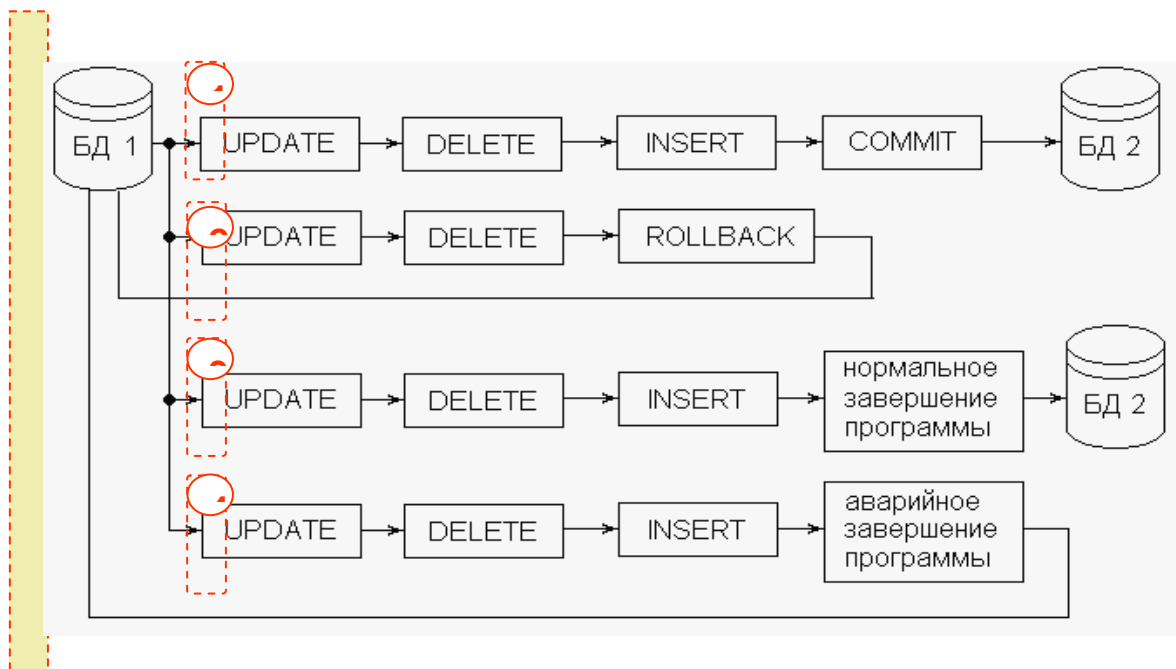 БД 1
UPDATE
DELETE
INSERT
COMMIT
БД 2
UPDATE
DELETE
ROLLBACK
UPDATE
DELETE
INSERT
нормальное
завершение
программы
БД 2
UPDATE
DELETE
INSERT
аварийное
завершение
программы